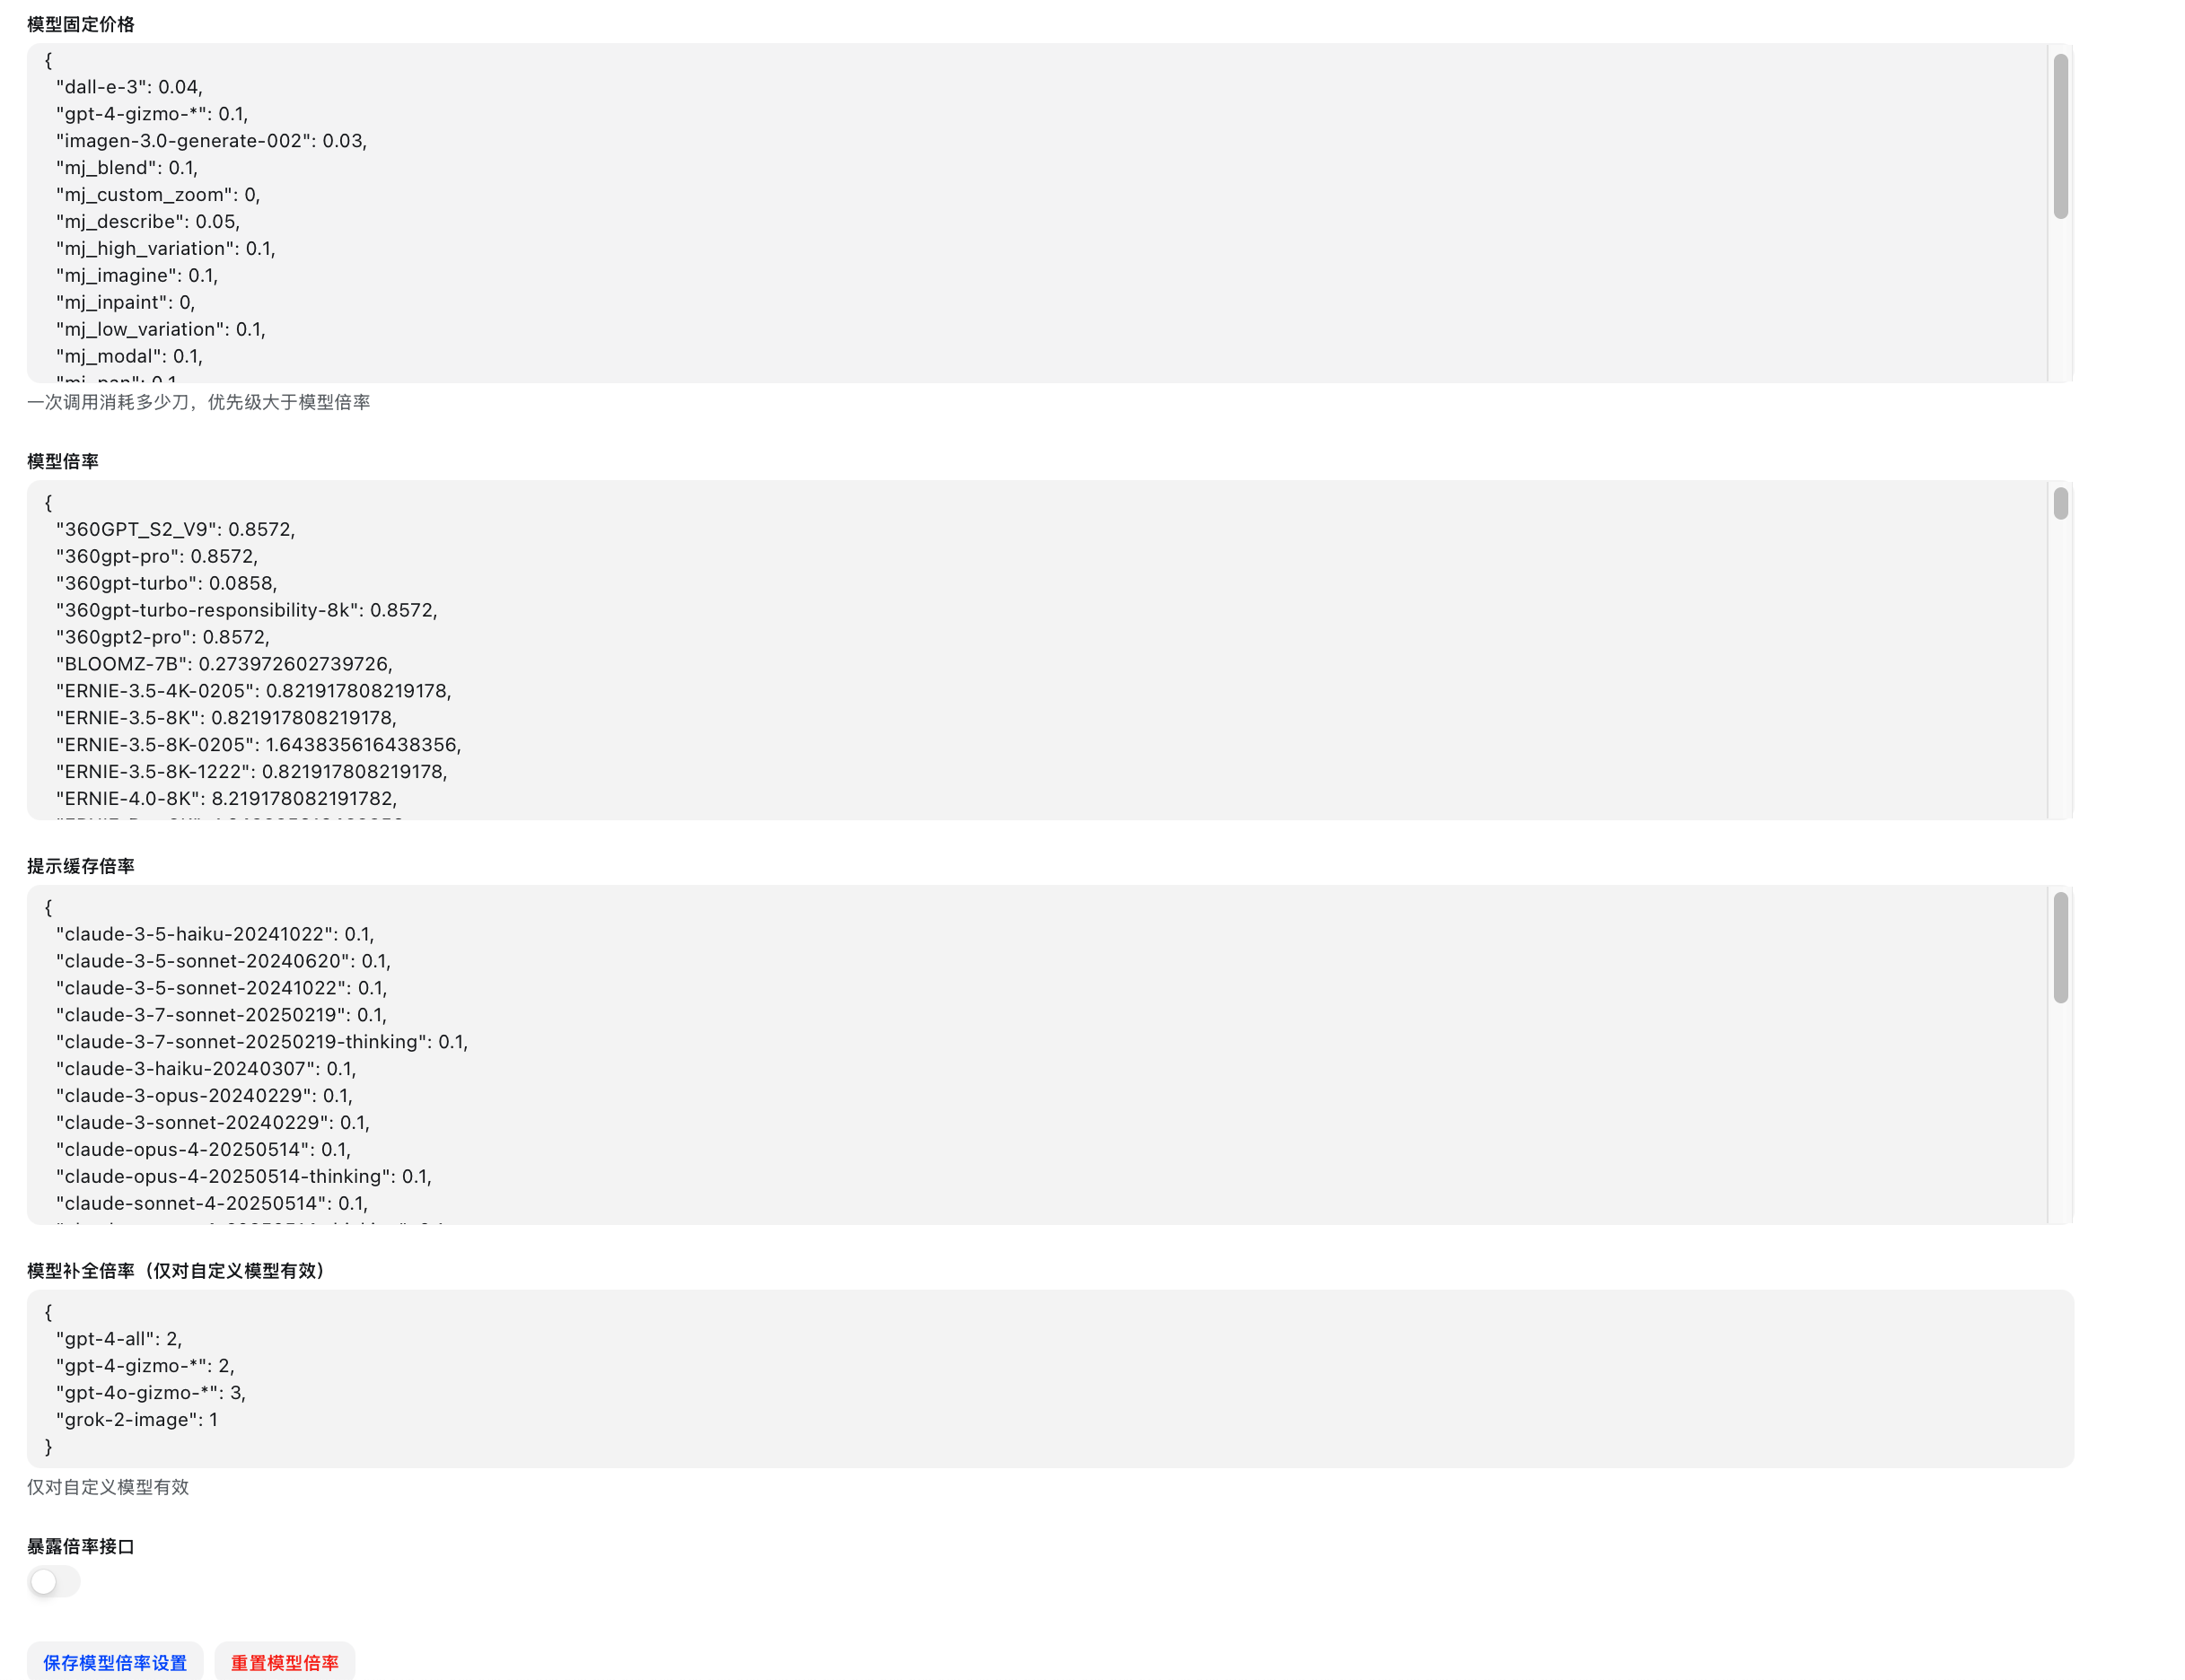 模型固定价格
{
"dall-e-3": 0.04,
"gpt-4-gizmo-*": 0.1,
"imagen-3.0-generate-002": 0.03,
"mj_blend": 0.1,
"mj_custom_zoom": 0,
"mj_describe": 0.05,
"mj_high_variation": 0.1,
"mj_imagine": 0.1,
"mj_inpaint": 0,
"mj_low_variation": 0.1,
"mj_modal": 0.1,
一次调用消耗多少刀，优先级大于模型倍率
模型倍率
{
"360GPT_S2_V9": 0.8572,
"360gpt-pro": 0.8572,
"360gpt-turbo": 0.0858,
"360gpt-turbo-responsibility-8k": 0.8572,
"360gpt2-pro": 0.8572,
"BLOOMZ-7B": 0.273972602739726,
"ERNIE-3.5-4K-0205": 0.821917808219178,
"ERNIE-3.5-8K": 0.821917808219178,
"ERNIE-3.5-8K-0205": 1.643835616438356,
"ERNIE-3.5-8K-1222": 0.821917808219178,
"ERNIE-4.0-8K": 8.219178082191782,
提示缓存倍率
{
"claude-3-5-haiku-20241022": 0.1,
"claude-3-5-sonnet-20240620": 0.1,
"claude-3-5-sonnet-20241022": 0.1,
"claude-3-7-sonnet-20250219": 0.1,
"claude-3-7-sonnet-20250219-thinking": 0.1,
"claude-3-haiku-20240307": 0.1,
"claude-3-opus-20240229": 0.1,
"claude-3-sonnet-20240229": 0.1,
"claude-opus-4-20250514": 0.1,
"claude-opus-4-20250514-thinking": 0.1,
"claude-sonnet-4-20250514": 0.1,
模型补全倍率（仅对自定义模型有效）
{
"gpt-4-all": 2,
"gpt-4-gizmo-*": 2,
"gpt-4o-gizmo-*": 3,
"grok-2-image": 1
}
仅对自定义模型有效
暴露倍率接口
保存模型倍率设置 重置模型倍率